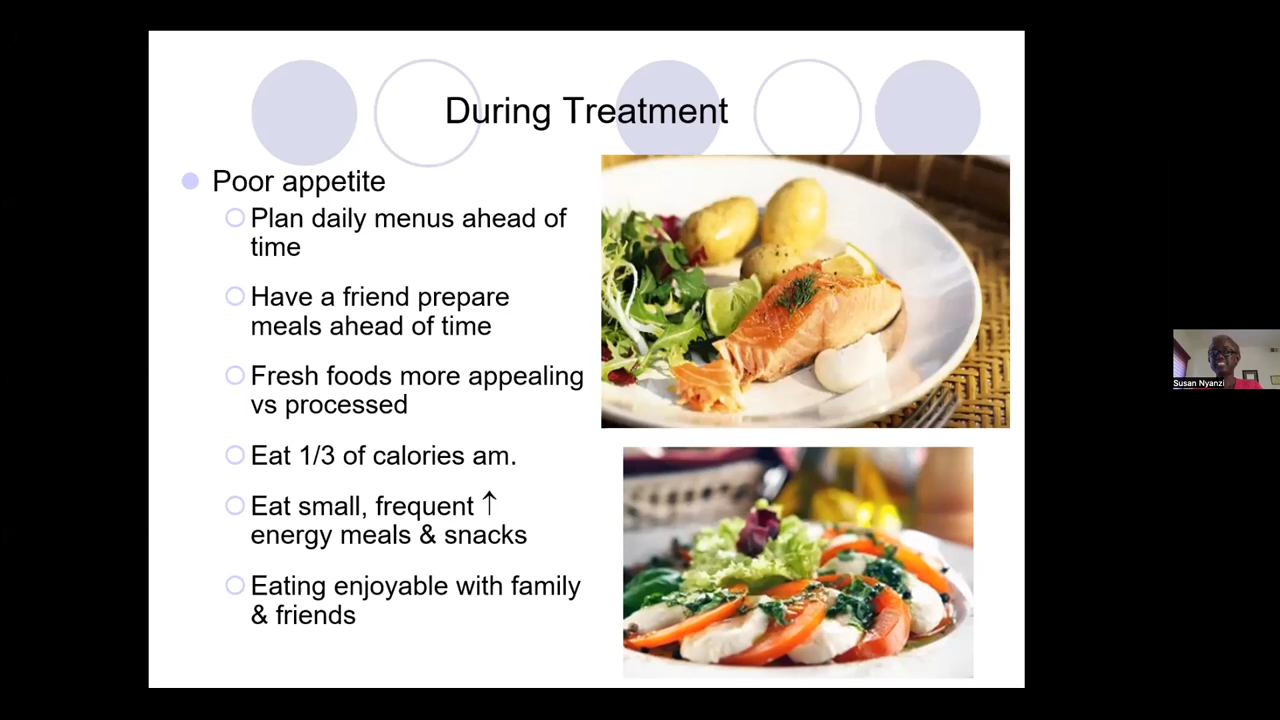 During Treatment
Poor appetite
Plan daily menus ahead of
time
Have a friend prepare
meals ahead of time
Fresh foods more appealing
vs processed
Eat 1/3 of calories am.
Eat small, frequent ↑
energy meals & snacks
Eating enjoyable with family
& friends
Susan Nyanzi